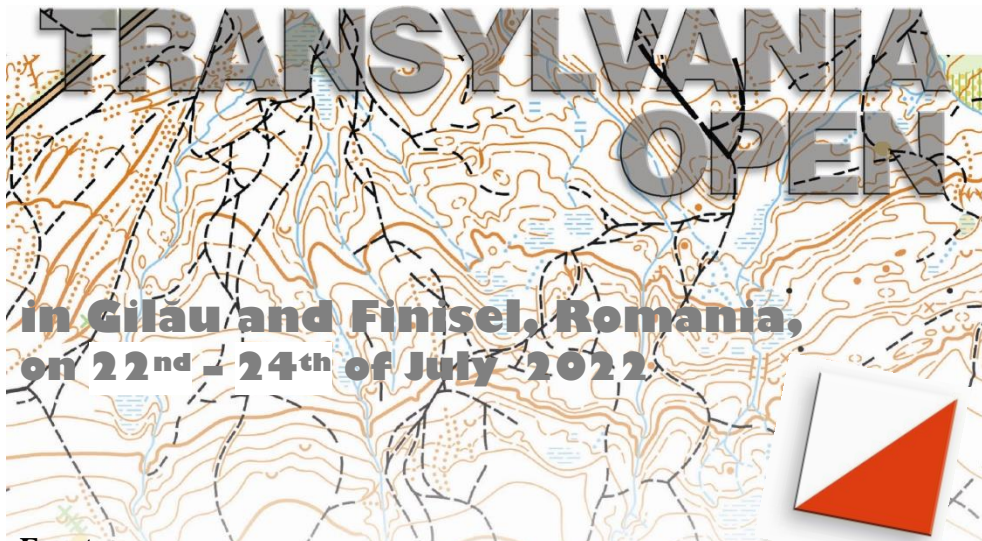 TRANSYLVANIA
OPEN
in Gilău and Finisel, Romania,
on 22nd - 24th of July 2022